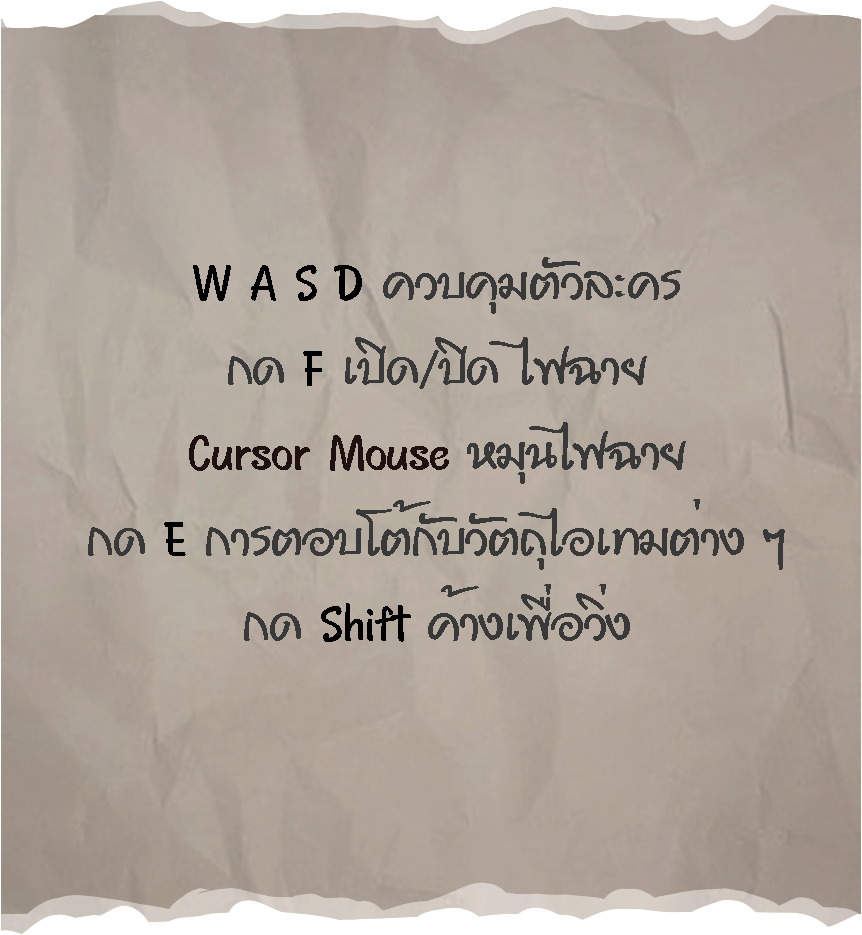 W A S D ควบคุมตัวละคร
กด F เปิด/ปิด ไฟฉาย
Cursor Mouse หมุนไฟฉาย
กด E การตอบโต้กับวัตถุไอเทมต่าง ๆ
กด Shift ค้างเพื่อวิ่ง